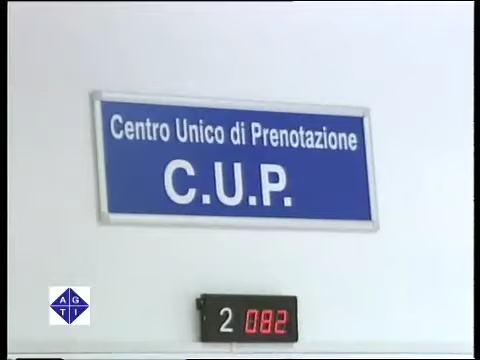 Centro Unico di Prenotazione
C.U.P.
2 082
A G
T I